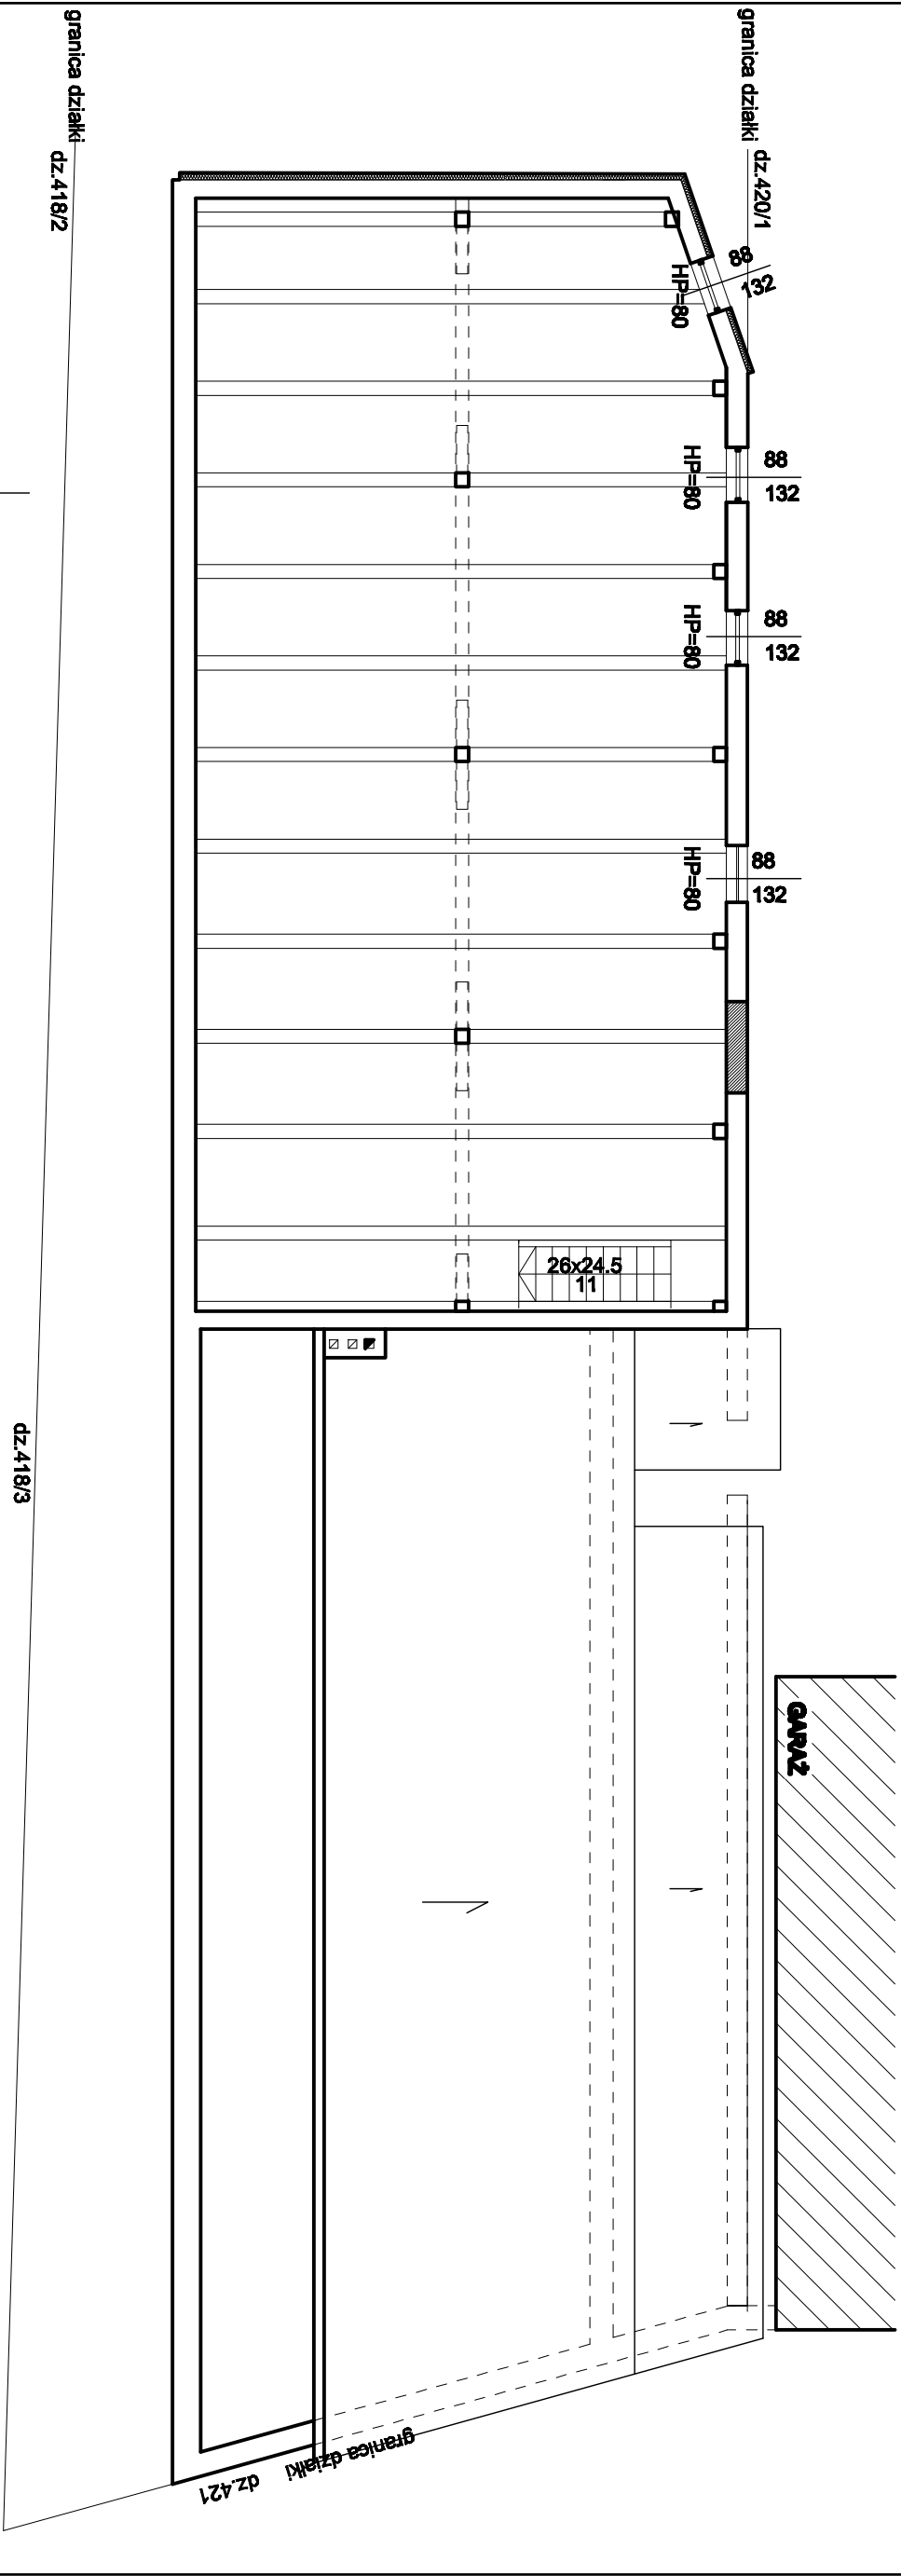 granica działki
dz.418/2
granica działki
dz.420/1
88
132
HP=80
88
132
HP=80
88
132
HP=80
88
132
HP=80
26x24.5
11
dz.418/3
GARAŻ
granica działki
dz.421